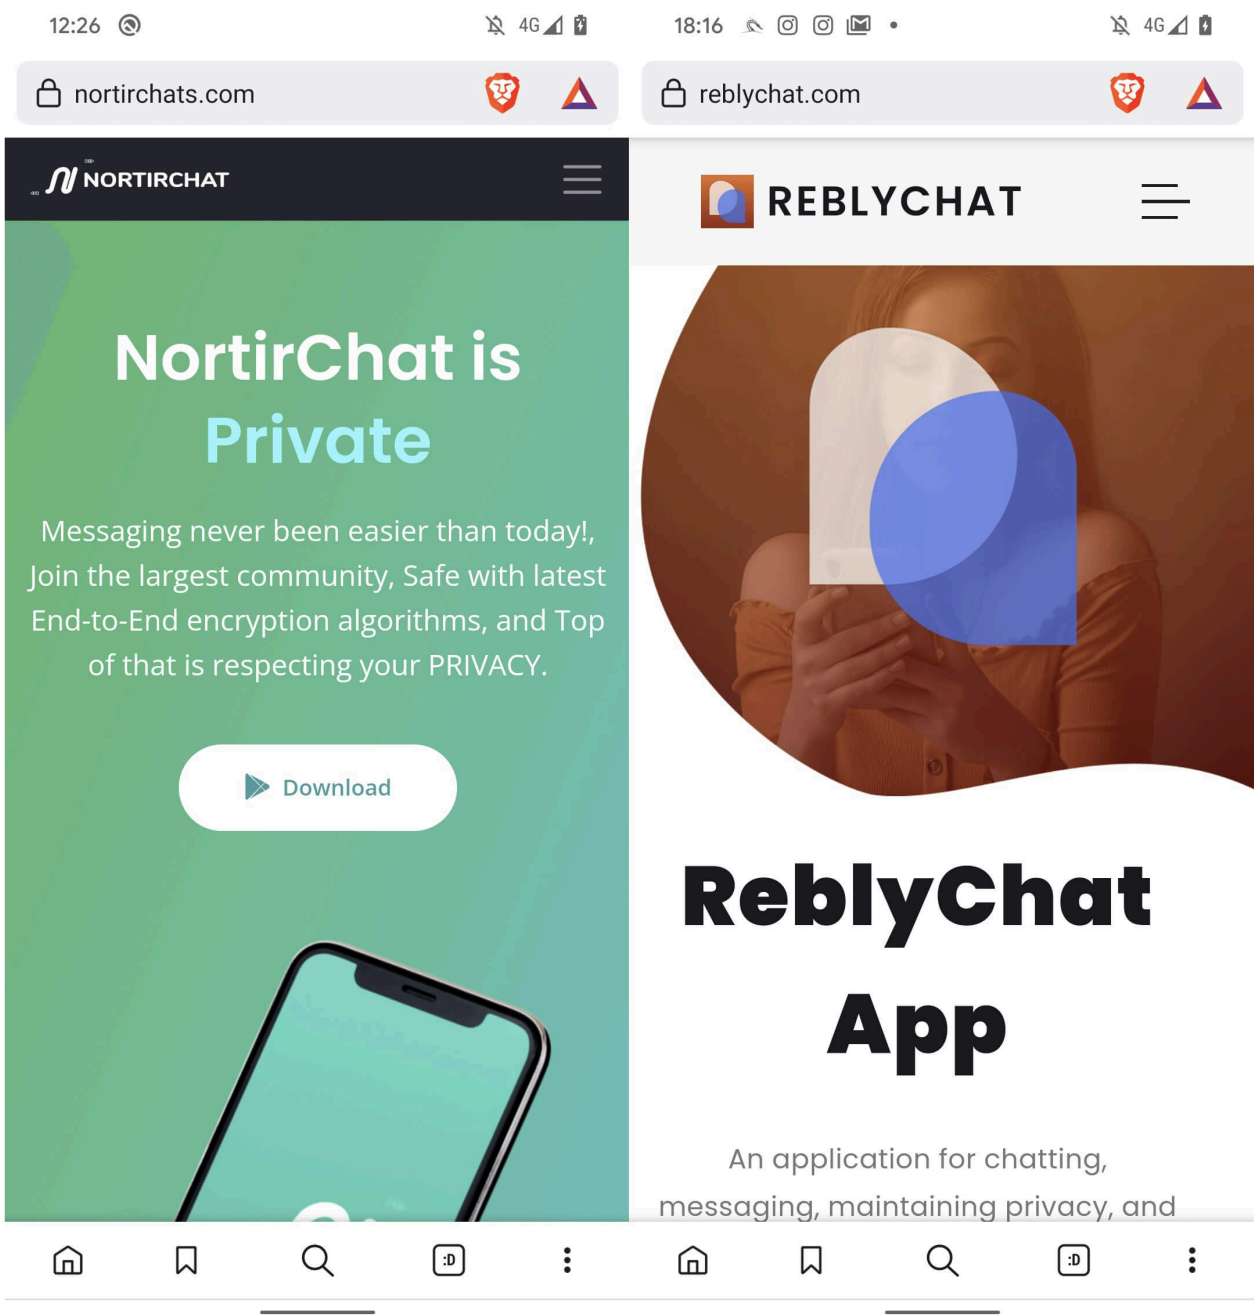 12:26
4G
nortirchats.com
NORTIRCHAT
NortirChat is
Private
Messaging never been easier than today!,
Join the largest community, Safe with latest
End-to-End encryption algorithms, and Top
of that is respecting your PRIVACY.
Download
:D
18:16
4G
reblychat.com
REBLYCHAT
ReblyChat
App
An application for chatting,
messaging, maintaining privacy, and
:D